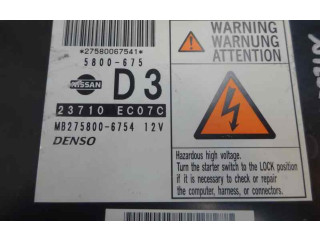 *27580067541*
5800-675
NISSAN
D3
23710 EC07C
MB275800-6754 12V
DENSO
WARNING
WARNUNG
ATTENTION
Hazardous high voltage.
Turn the starter switch to the LOCK position
if it is necessary to check or repair
the computer, harness, or connectors.